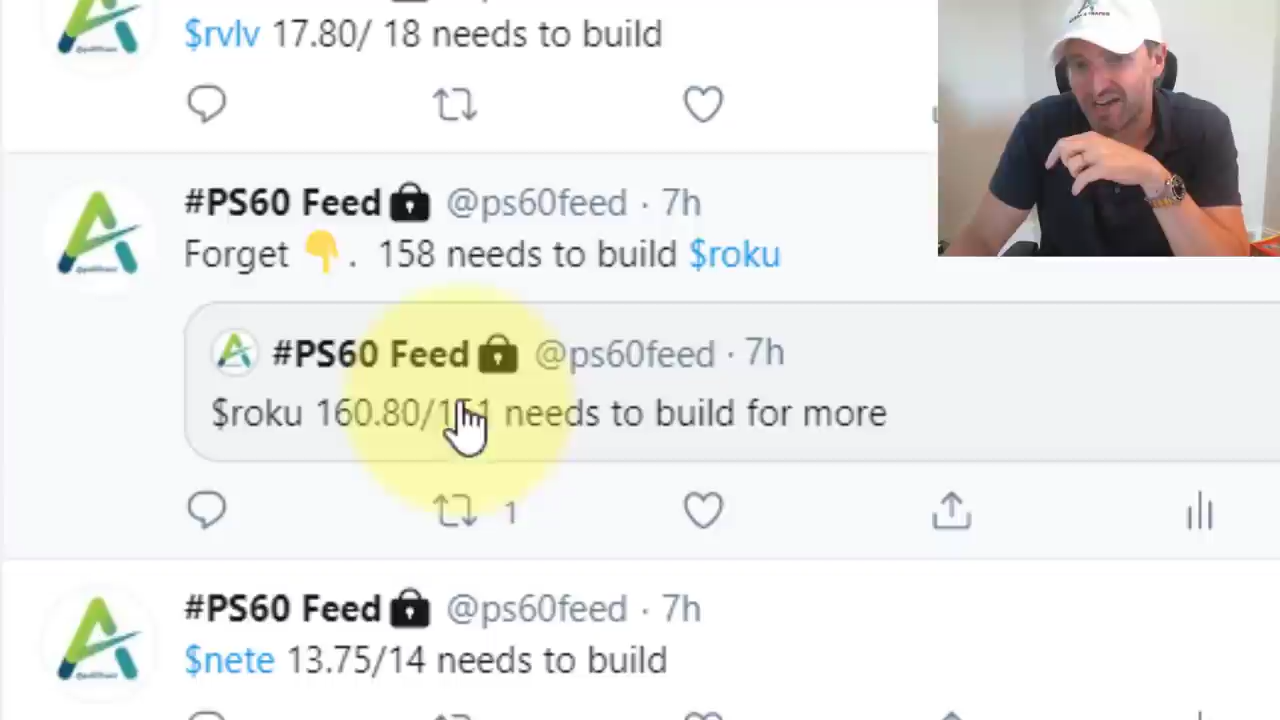 $rvlv 17.80/ 18 needs to build
#PS60 Feed @ps60feed · 7h
Forget 👇. 158 needs to build $roku
#PS60 Feed @ps60feed · 7h
$roku 160.80/151 needs to build for more
1
#PS60 Feed @ps60feed · 7h
$nete 13.75/14 needs to build